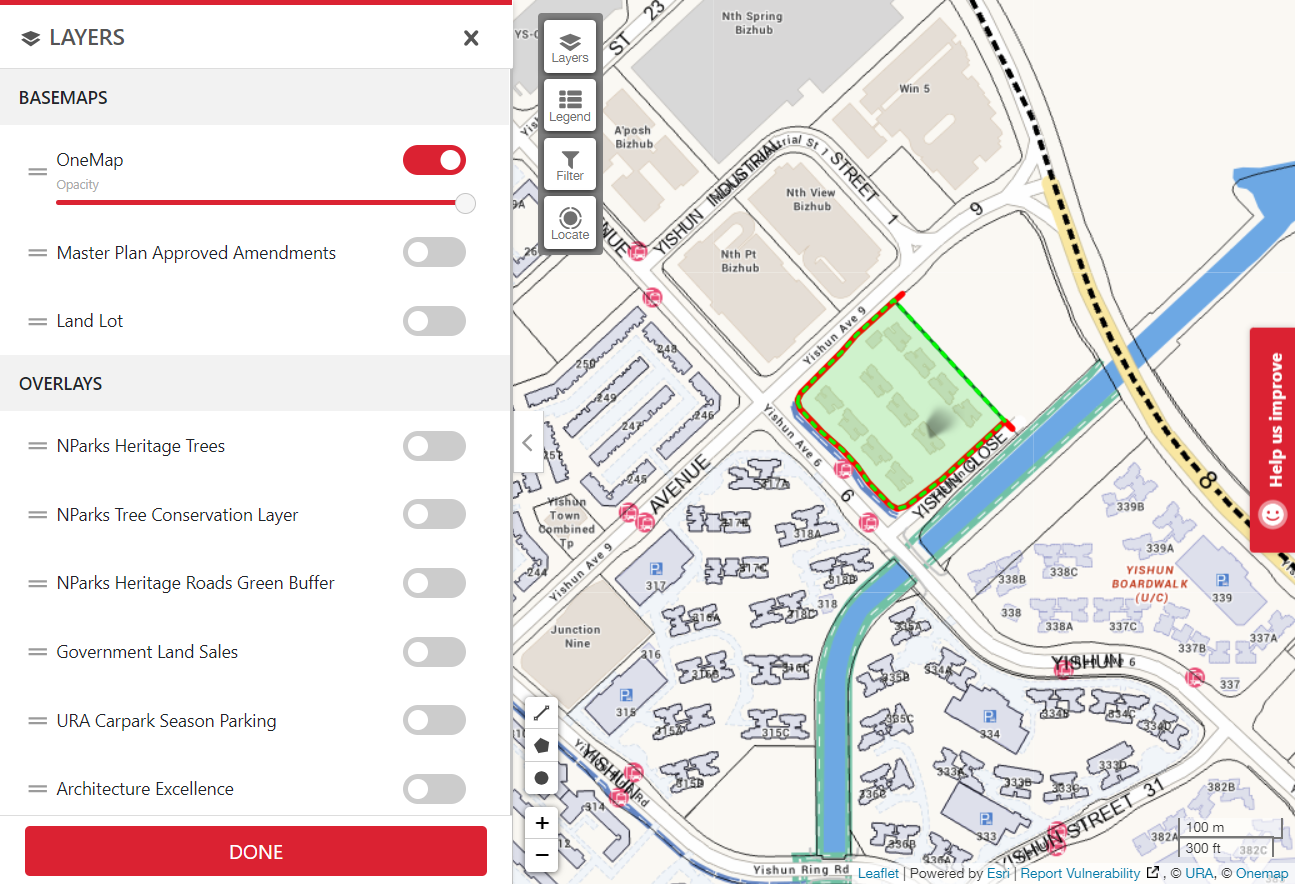 LAYERS
BASEMAPS
OneMap
Opacity
Master Plan Approved Amendments
Land Lot
OVERLAYS
NParks Heritage Trees
NParks Tree Conservation Layer
NParks Heritage Roads Green Buffer
Government Land Sales
URA Carpark Season Parking
Architecture Excellence
DONE
Layers
Legend
Filter
Locate
ST 23
Nth Spring
Bizhub
Win 5
A'posh
Bizhub
YISHUN INDUSTRIAL STREET 1
Nth View
Bizhub
Nth Pt
Bizhub
9
Yishun Ave 9
250
248
249
247
246
245
Yishun Ave 6
AVENUE
6
YISHUN CLOSE
Yishun
Town
Combined
Tp
244
Yishun Ave 9
317A
317B
318A
317C
318B
P
317
318
318C
316A
Junction
Nine
316
316B
316C
P
315
315A
315C
315B
YISHUN
314
335A
335B
334A
335C
P
334
334B
334C
334D
333A
333B
333C
333D
P
333
336C
336B
336A
339B
339A
338C
338B
YISHUN
BOARDWALK
(U/C)
P
339
338
338A
337C
337B
337A
337
YISHUN
Yishun Ave 6
8
YISHUN STREET 31
382B
382A
382C
Yishun Ring Rd
Help us improve
+
−
100 m
300 ft
Leaflet | Powered by Esri | Report Vulnerability , © URA, © Onemap